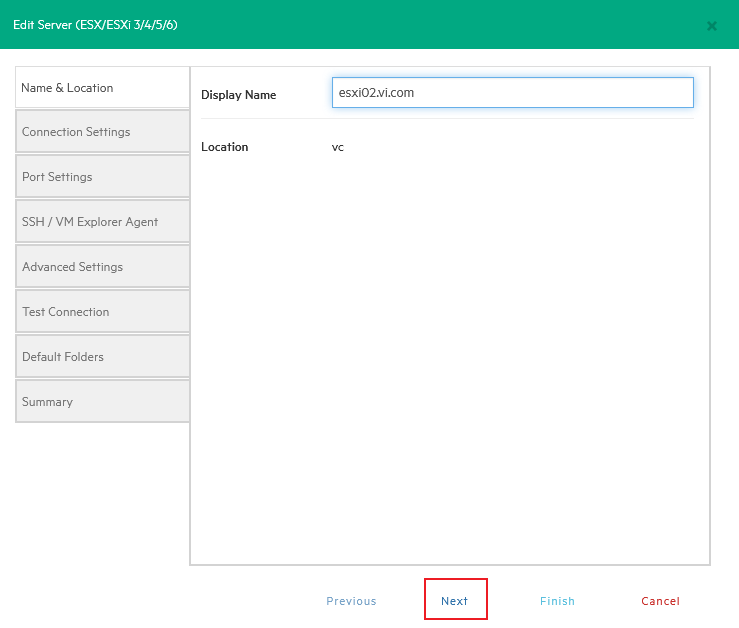 Edit Server (ESX/ESXi 3/4/5/6)
Name & Location
Connection Settings
Port Settings
SSH / VM Explorer Agent
Advanced Settings
Test Connection
Default Folders
Summary
Display Name esxi02.vi.com
Location vc
Previous Next Finish Cancel